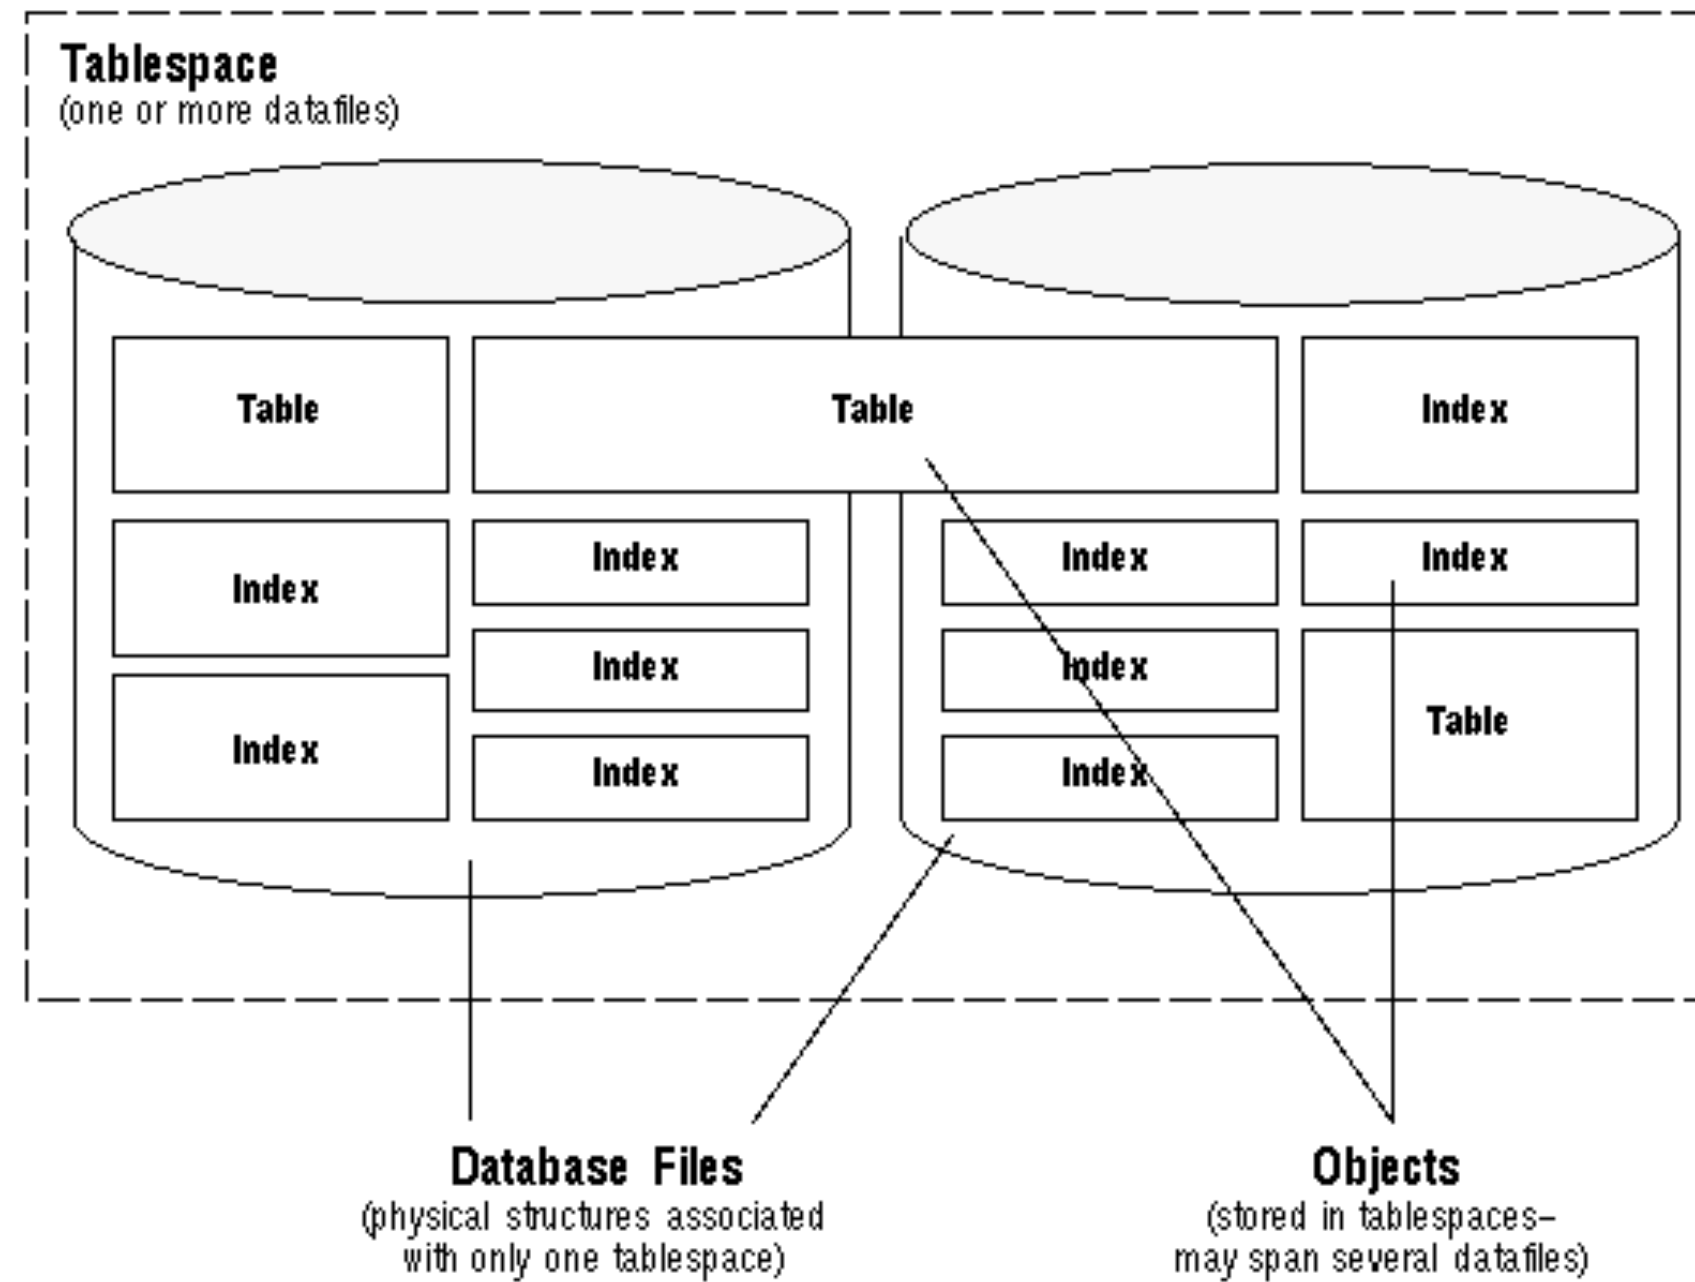 Tablespace
(one or more datafiles)
Table
Table
Index
Index
Index
Index
Index
Index
Index
Index
Table
Index
Index
Index
Database Files
(physical structures associated
with only one tablespace)
Objects
(stored in tablespaces–
may span several datafiles)